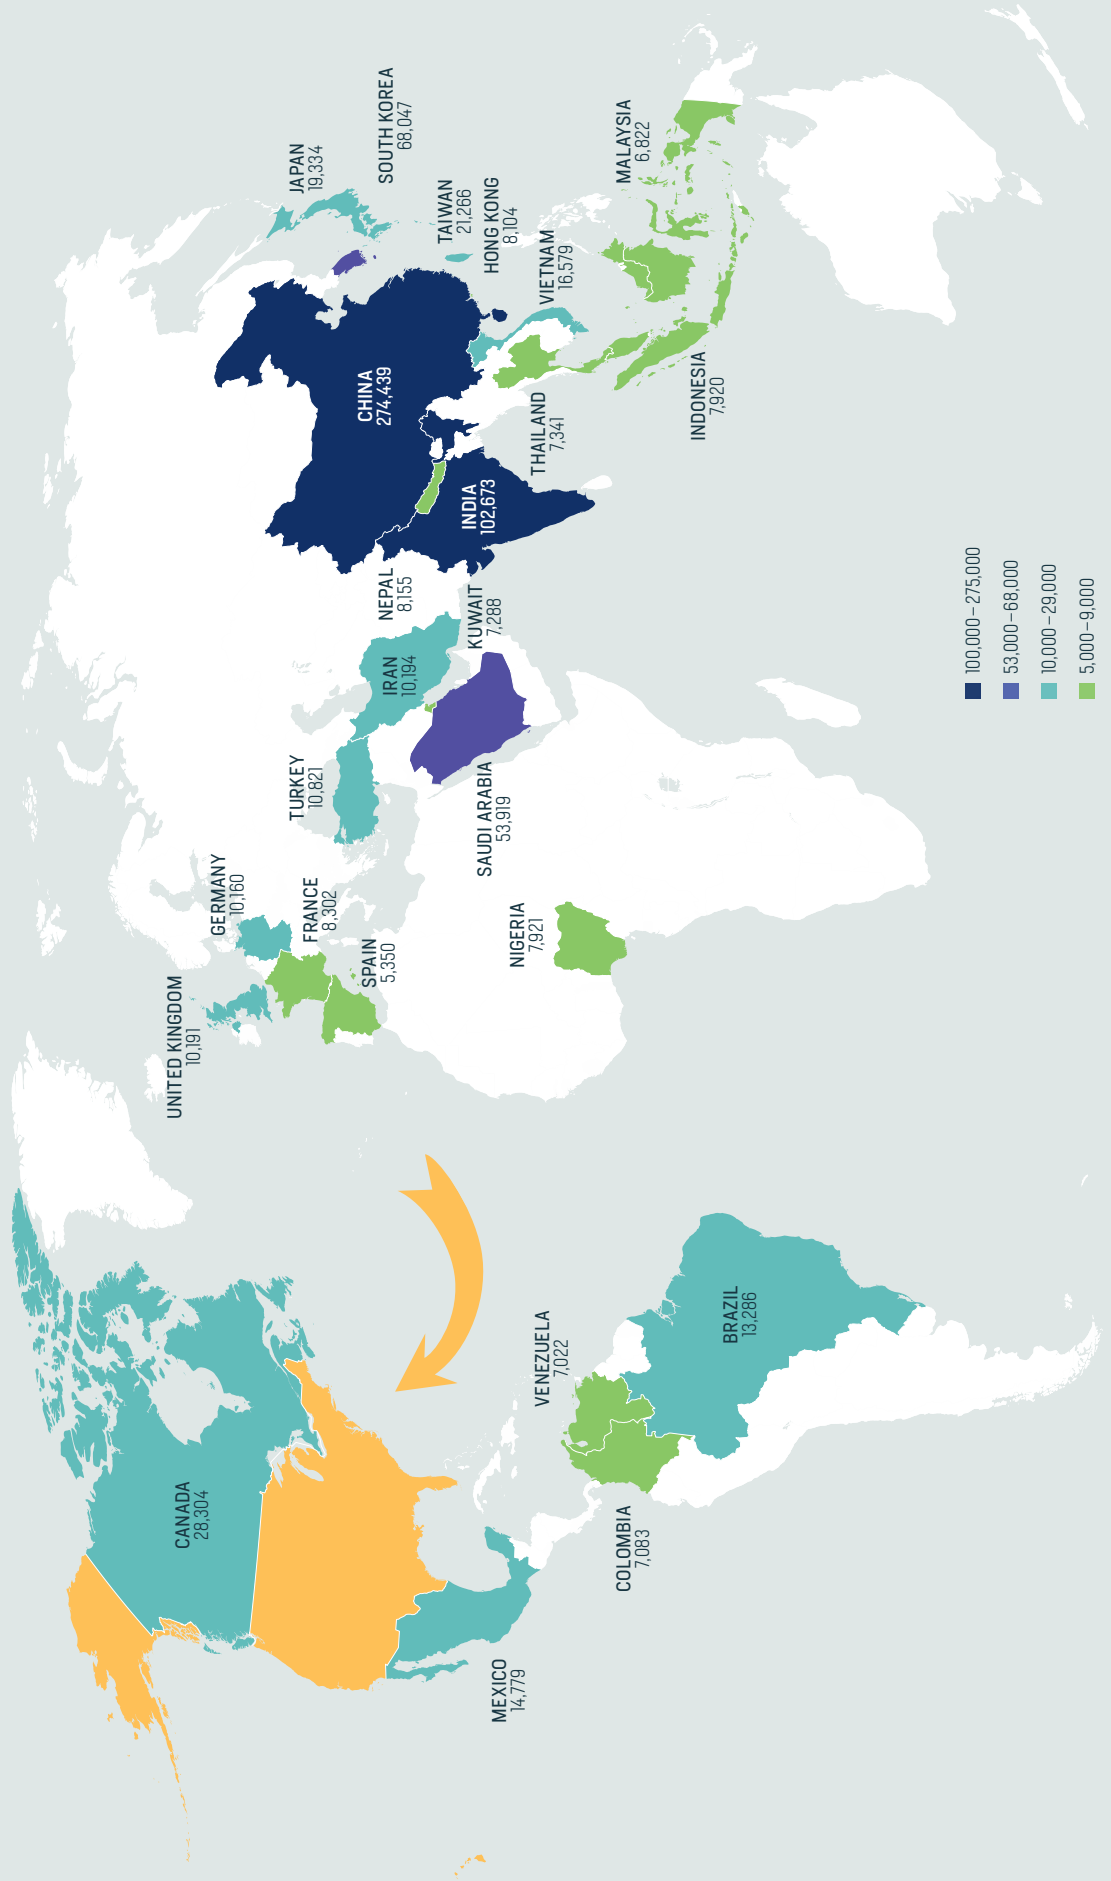 CANADA
28,304
MEXICO
14,779
COLOMBIA
7,083
VENEZUELA
7,022
BRAZIL
13,286
UNITED KINGDOM
10,191
GERMANY
10,160
FRANCE
8,302
SPAIN
5,350
NIGERIA
7,921
TURKEY
10,821
SAUDI ARABIA
53,919
IRAN
10,194
KUWAIT
7,288
NEPAL
8,155
INDIA
102,673
CHINA
274,439
THAILAND
7,341
INDONESIA
7,920
VIETNAM
16,579
HONG KONG
8,104
TAIWAN
21,266
JAPAN
19,334
SOUTH KOREA
68,047
MALAYSIA
6,822
100,000–275,000
53,000–68,000
10,000–29,000
5,000–9,000